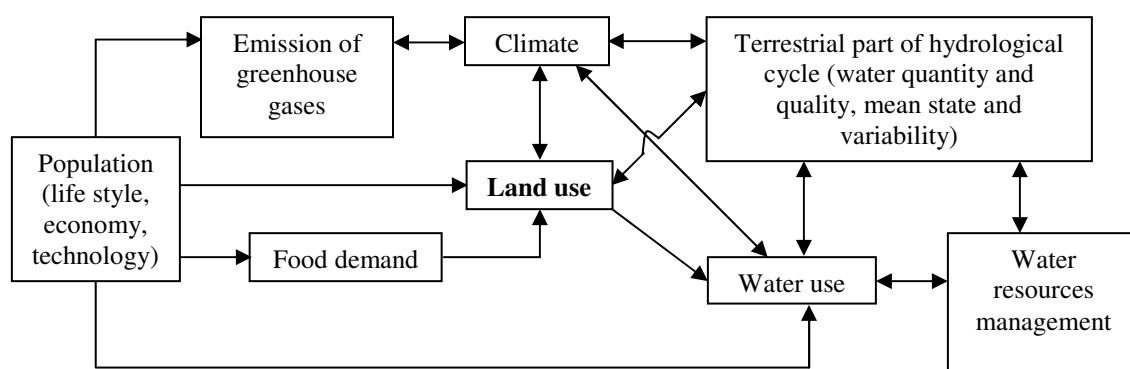 Emission of
greenhouse
gases
Climate
Terrestrial part of hydrological
cycle (water quantity and
quality, mean state and
variability)
Population
(life style,
economy,
technology)
Land use
Food demand
Water use
Water
resources
management